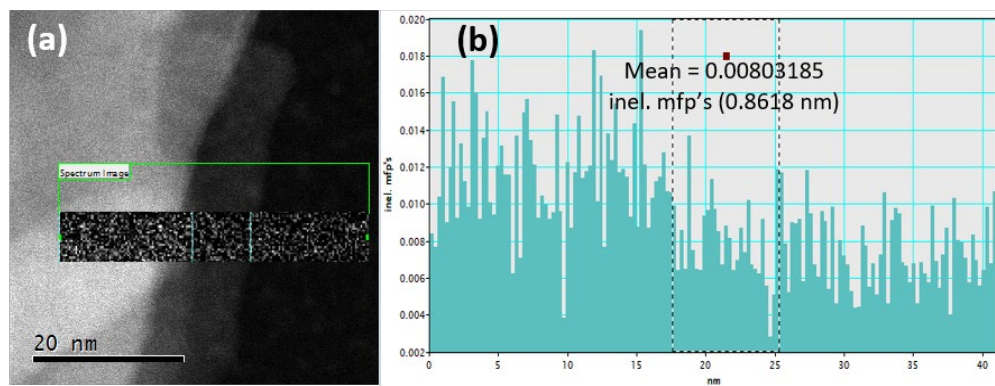 (a)
Spectrum Image
20 nm
(b)
0.020
0.018
0.016
0.014
0.012
0.010
0.008
0.006
0.004
0.002
inel. mfp's
Mean = 0.00803185
inel. mfp's (0.8618 nm)
0
5
10
15
20
25
30
35
40
nm